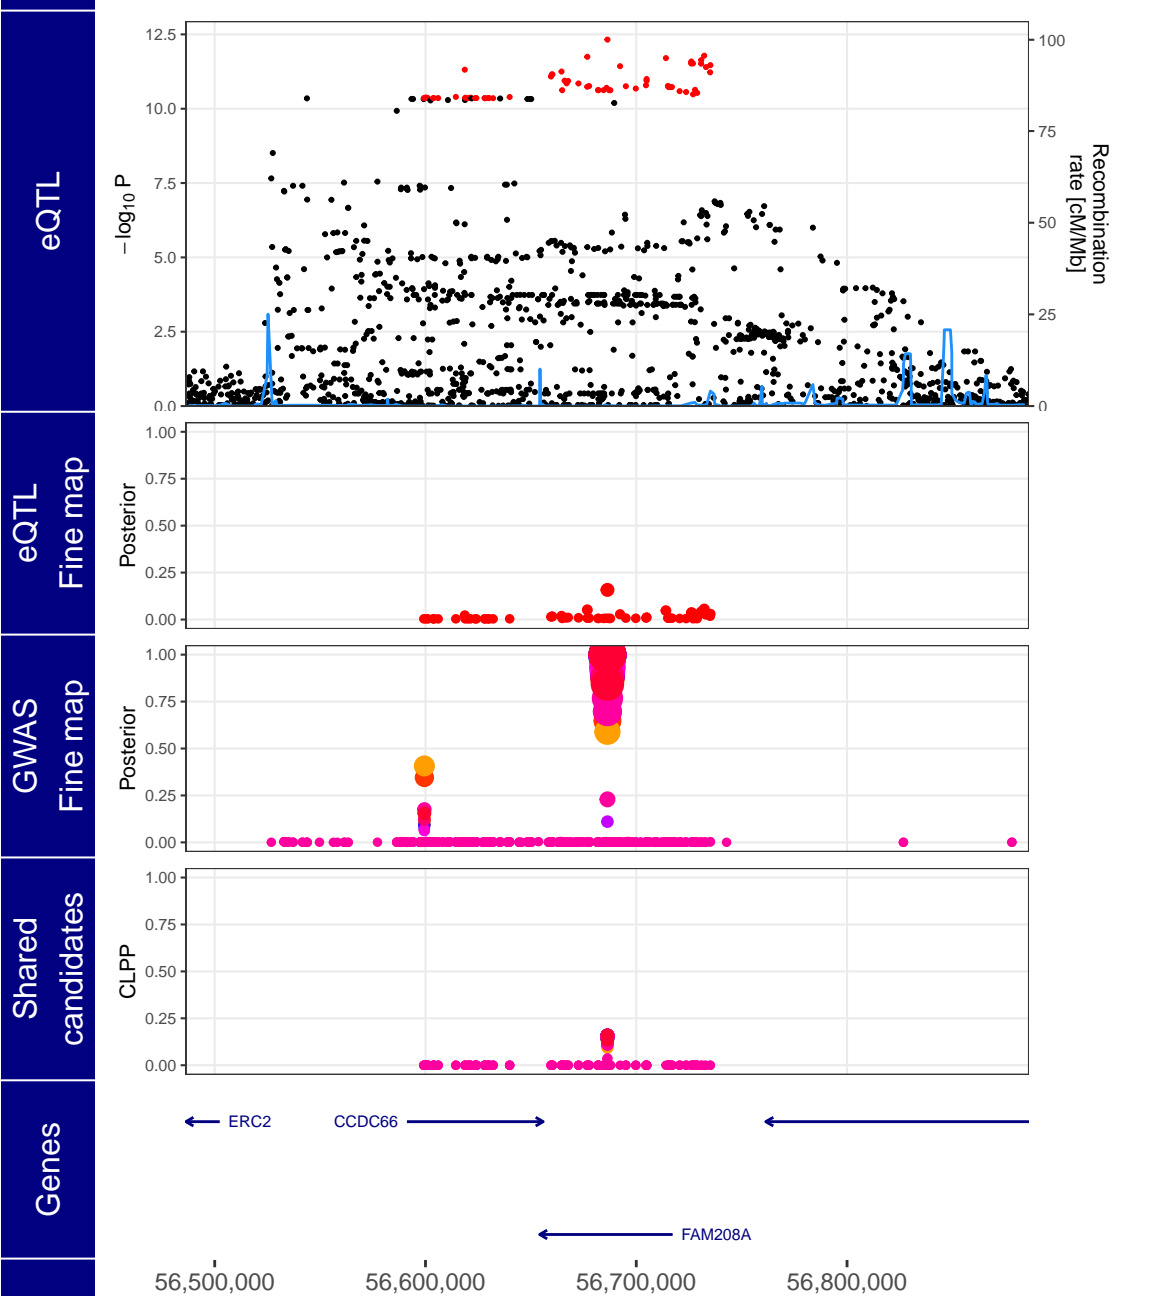 eQTL
12.5
10.0
7.5
5.0
2.5
0.0
−log10 P
100
75
50
25
0
Recombination
rate [cM/Mb]
eQTL
Fine map
1.00
0.75
0.50
0.25
0.00
Posterior
GWAS
Fine map
1.00
0.75
0.50
0.25
0.00
Posterior
Shared
candidates
1.00
0.75
0.50
0.25
0.00
CLPP
Genes
ERC2
CCDC66
FAM208A
56,500,000
56,600,000
56,700,000
56,800,000